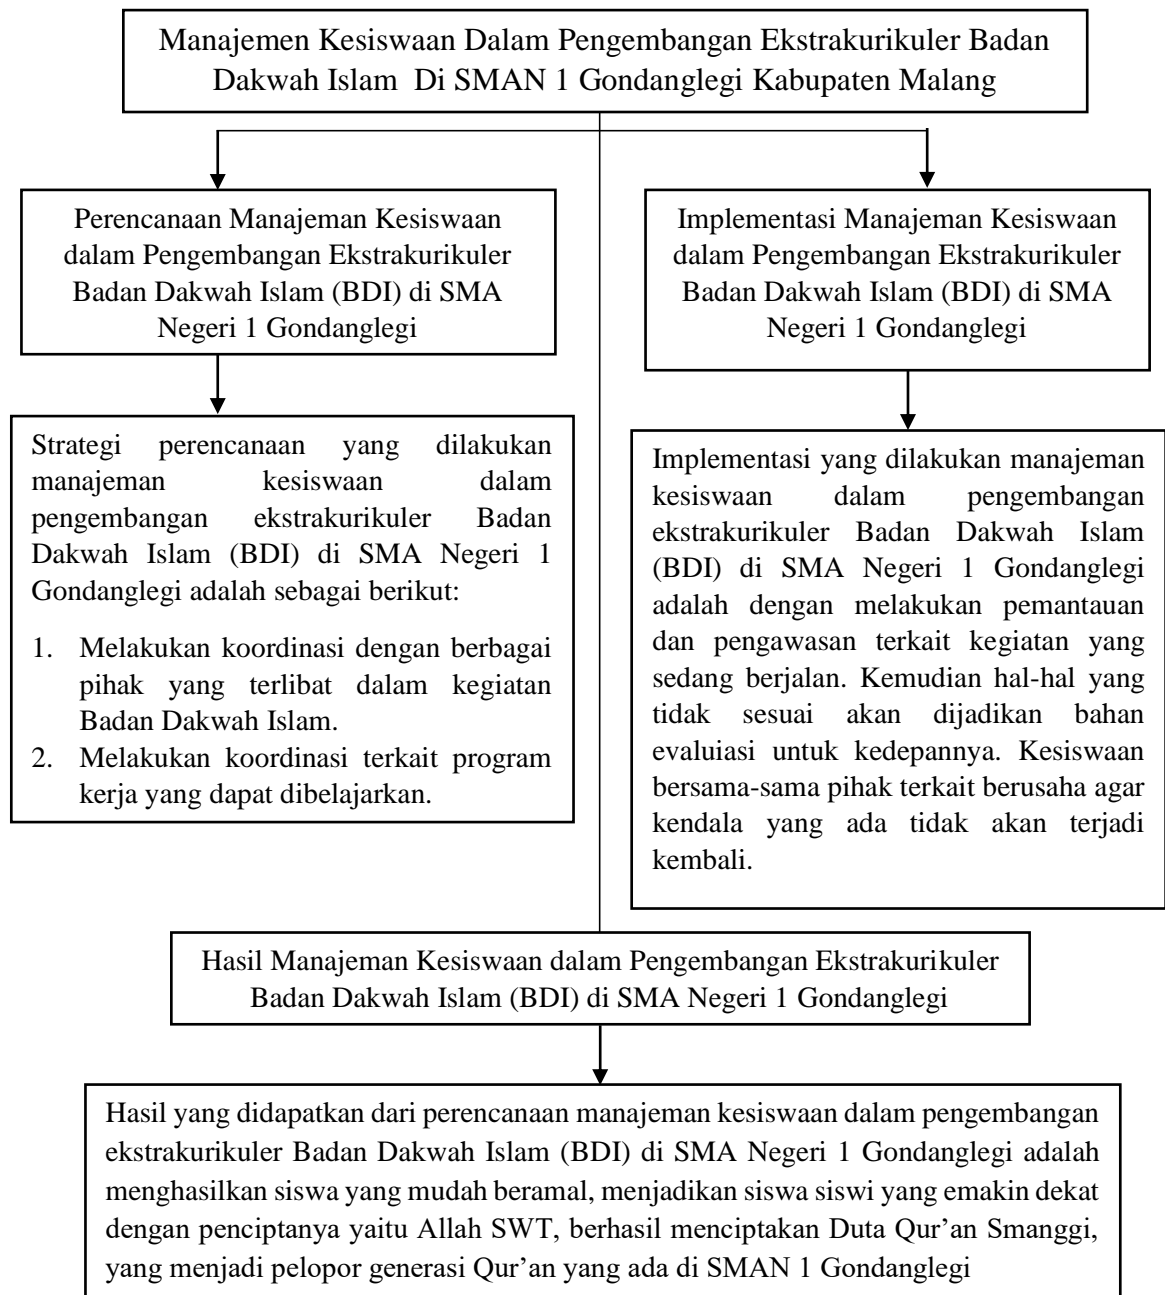 Manajemen Kesiswaan Dalam Pengembangan Ekstrakurikuler Badan
Dakwah Islam Di SMAN 1 Gondanglegi Kabupaten Malang
Perencanaan Manajeman Kesiswaan
dalam Pengembangan Ekstrakurikuler
Badan Dakwah Islam (BDI) di SMA
Negeri 1 Gondanglegi
Implementasi Manajeman Kesiswaan
dalam Pengembangan Ekstrakurikuler
Badan Dakwah Islam (BDI) di SMA
Negeri 1 Gondanglegi
Strategi perencanaan yang dilakukan
manajeman kesiswaan dalam
pengembangan ekstrakurikuler Badan
Dakwah Islam (BDI) di SMA Negeri 1
Gondanglegi adalah sebagai berikut:
1. Melakukan koordinasi dengan berbagai
pihak yang terlibat dalam kegiatan
Badan Dakwah Islam.
2. Melakukan koordinasi terkait program
kerja yang dapat dibelajarkan.
Implementasi yang dilakukan manajeman
kesiswaan dalam pengembangan
ekstrakurikuler Badan Dakwah Islam
(BDI) di SMA Negeri 1 Gondanglegi
adalah dengan melakukan pemantauan
dan pengawasan terkait kegiatan yang
sedang berjalan. Kemudian hal-hal yang
tidak sesuai akan dijadikan bahan
evaluiasi untuk kedepannya. Kesiswaan
bersama-sama pihak terkait berusaha agar
kendala yang ada tidak akan terjadi
kembali.
Hasil Manajeman Kesiswaan dalam Pengembangan Ekstrakurikuler
Badan Dakwah Islam (BDI) di SMA Negeri 1 Gondanglegi
Hasil yang didapatkan dari perencanaan manajeman kesiswaan dalam pengembangan
ekstrakurikuler Badan Dakwah Islam (BDI) di SMA Negeri 1 Gondanglegi adalah
menghasilkan siswa yang mudah beramal, menjadikan siswa siswi yang emakin dekat
dengan penciptanya yaitu Allah SWT, berhasil menciptakan Duta Qur’an Smanggi,
yang menjadi pelopor generasi Qur’an yang ada di SMAN 1 Gondanglegi